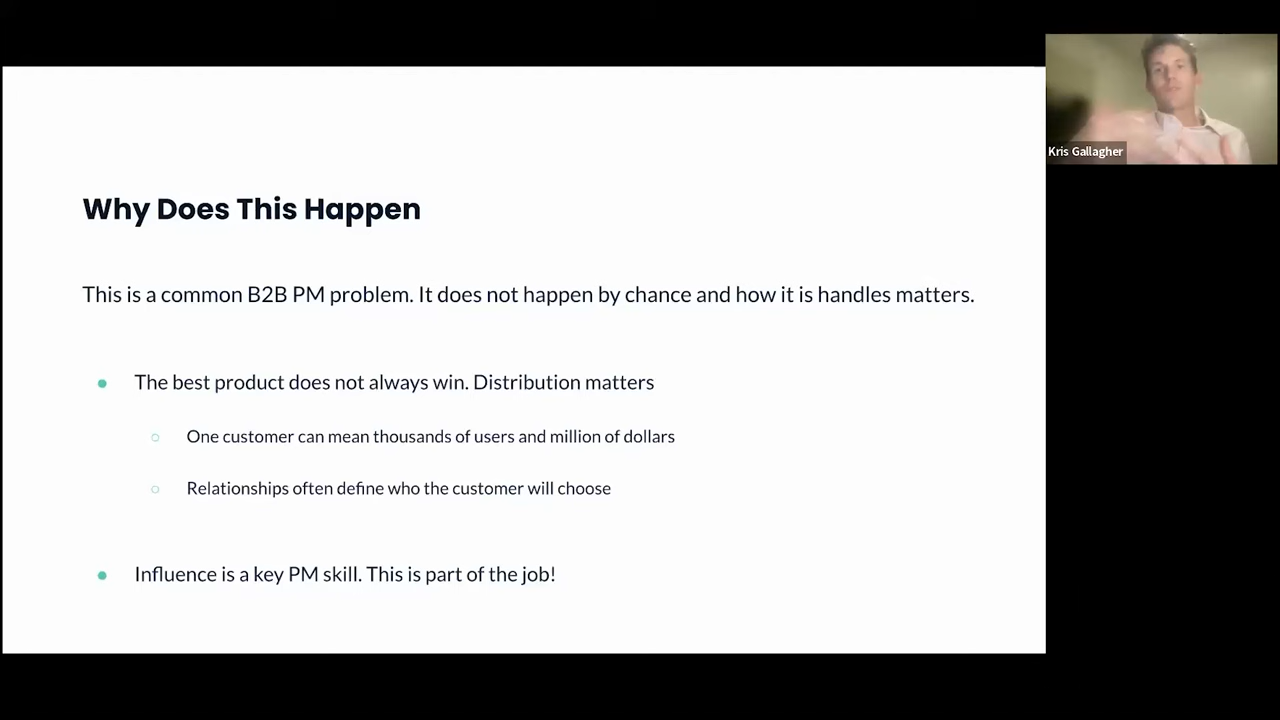 Why Does This Happen
This is a common B2B PM problem. It does not happen by chance and how it is handles matters.
The best product does not always win. Distribution matters
One customer can mean thousands of users and million of dollars
Relationships often define who the customer will choose
Influence is a key PM skill. This is part of the job!
Kris Gallagher